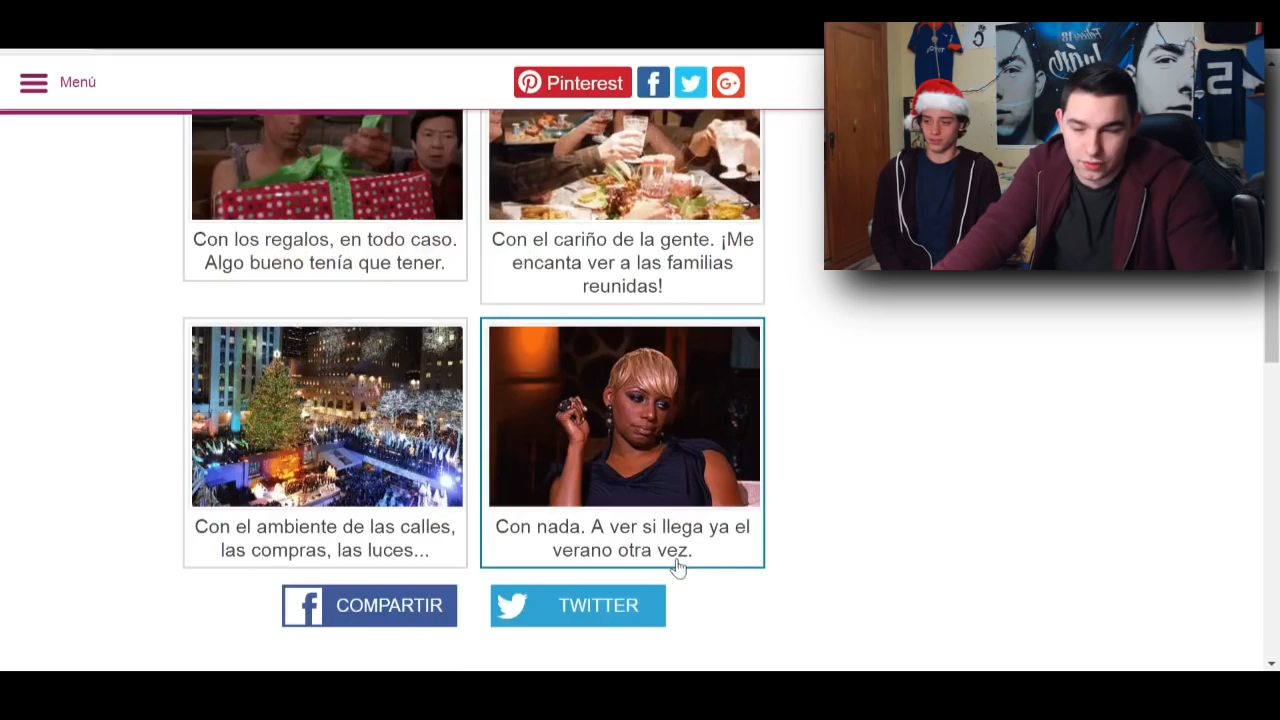 Menú
Pinterest
Con los regalos, en todo caso.
Algo bueno tenía que tener.
Con el cariño de la gente. ¡Me
encanta ver a las familias
reunidas!
Con el ambiente de las calles,
las compras, las luces...
Con nada. A ver si llega ya el
verano otra vez.
COMPARTIR
TWITTER